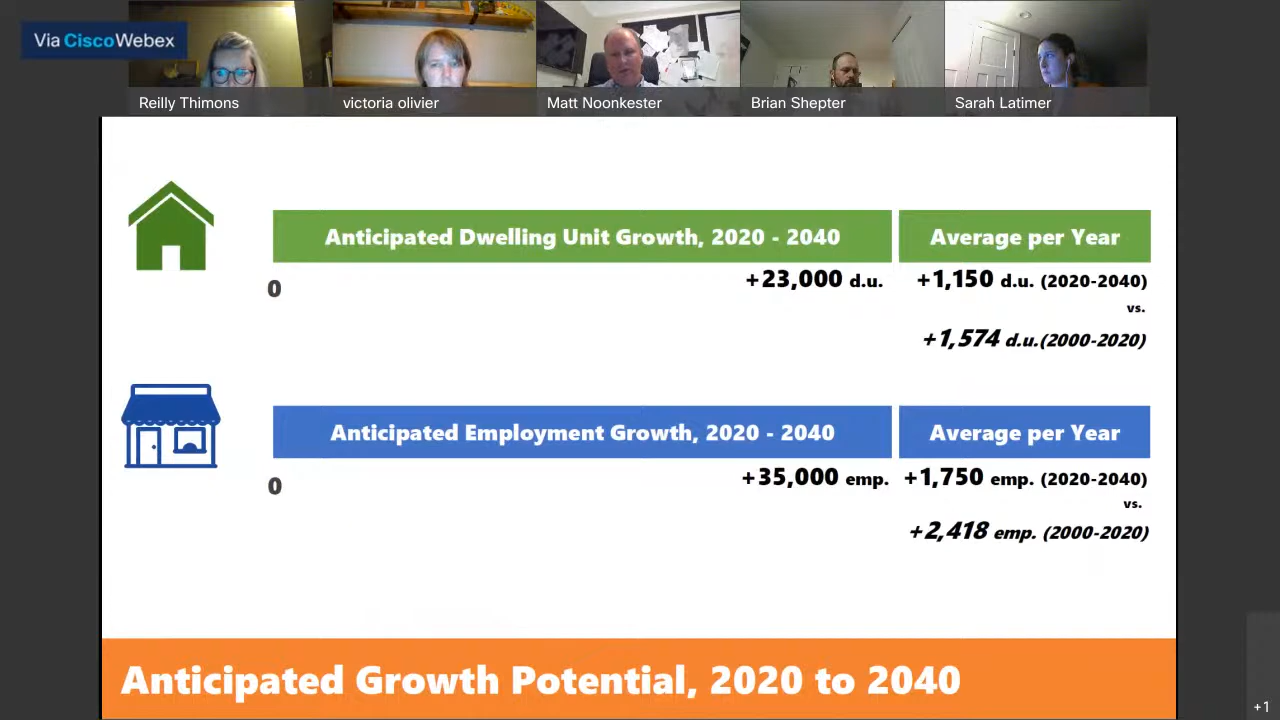 Via CiscoWebex
Reilly Thimons
victoria olivier
Matt Noonkester
Brian Shepter
Sarah Latimer
Anticipated Dwelling Unit Growth, 2020 - 2040
Average per Year
0
+23,000 d.u.
+1,150 d.u. (2020-2040)
vs.
+1,574 d.u.(2000-2020)
Anticipated Employment Growth, 2020 - 2040
Average per Year
0
+35,000 emp.
+1,750 emp. (2020-2040)
vs.
+2,418 emp. (2000-2020)
Anticipated Growth Potential, 2020 to 2040
+1